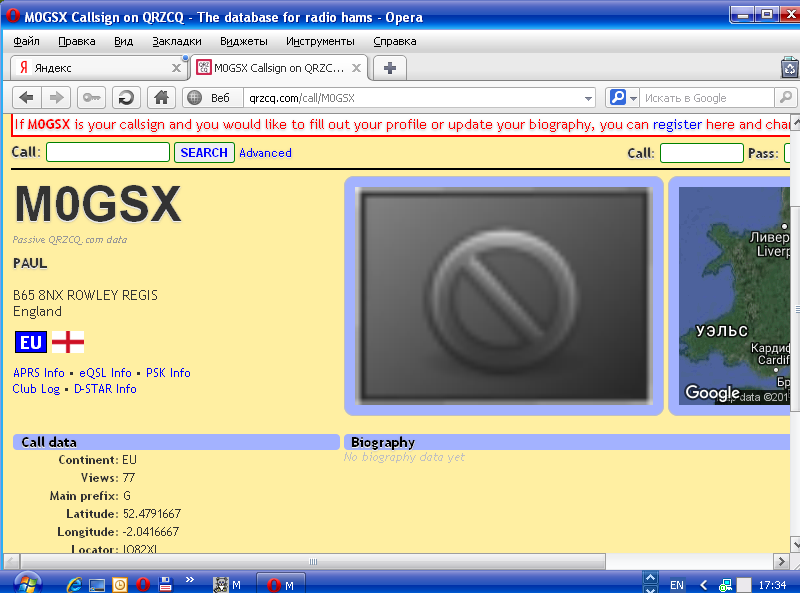 M0GSX Callsign on QRZCQ - The database for radio hams - Opera
Файл Правка Вид Закладки Виджеты Инструменты Справка
Яндекс M0GSX Callsign on QRZC...
Веб qrzcq.com/call/M0GSX Искать в Google
If M0GSX is your callsign and you would like to fill out your profile or update your biography, you can register here and cha
Call: SEARCH Advanced Call: Pass:
M0GSX
Passive QRZCQ.com data
PAUL
B65 8NX ROWLEY REGIS
England
EU
APRS Info • eQSL Info • PSK Info
Club Log • D-STAR Info
Ливер
Liverp
УЭЛЬС
Кардиф
Cardif
Бр
Google
p data ©201
Call data
Continent: EU
Views: 77
Main prefix: G
Latitude: 52.4791667
Longitude: -2.0416667
Locator: IO82XL
Biography
No biography data yet
M M EN 17:34